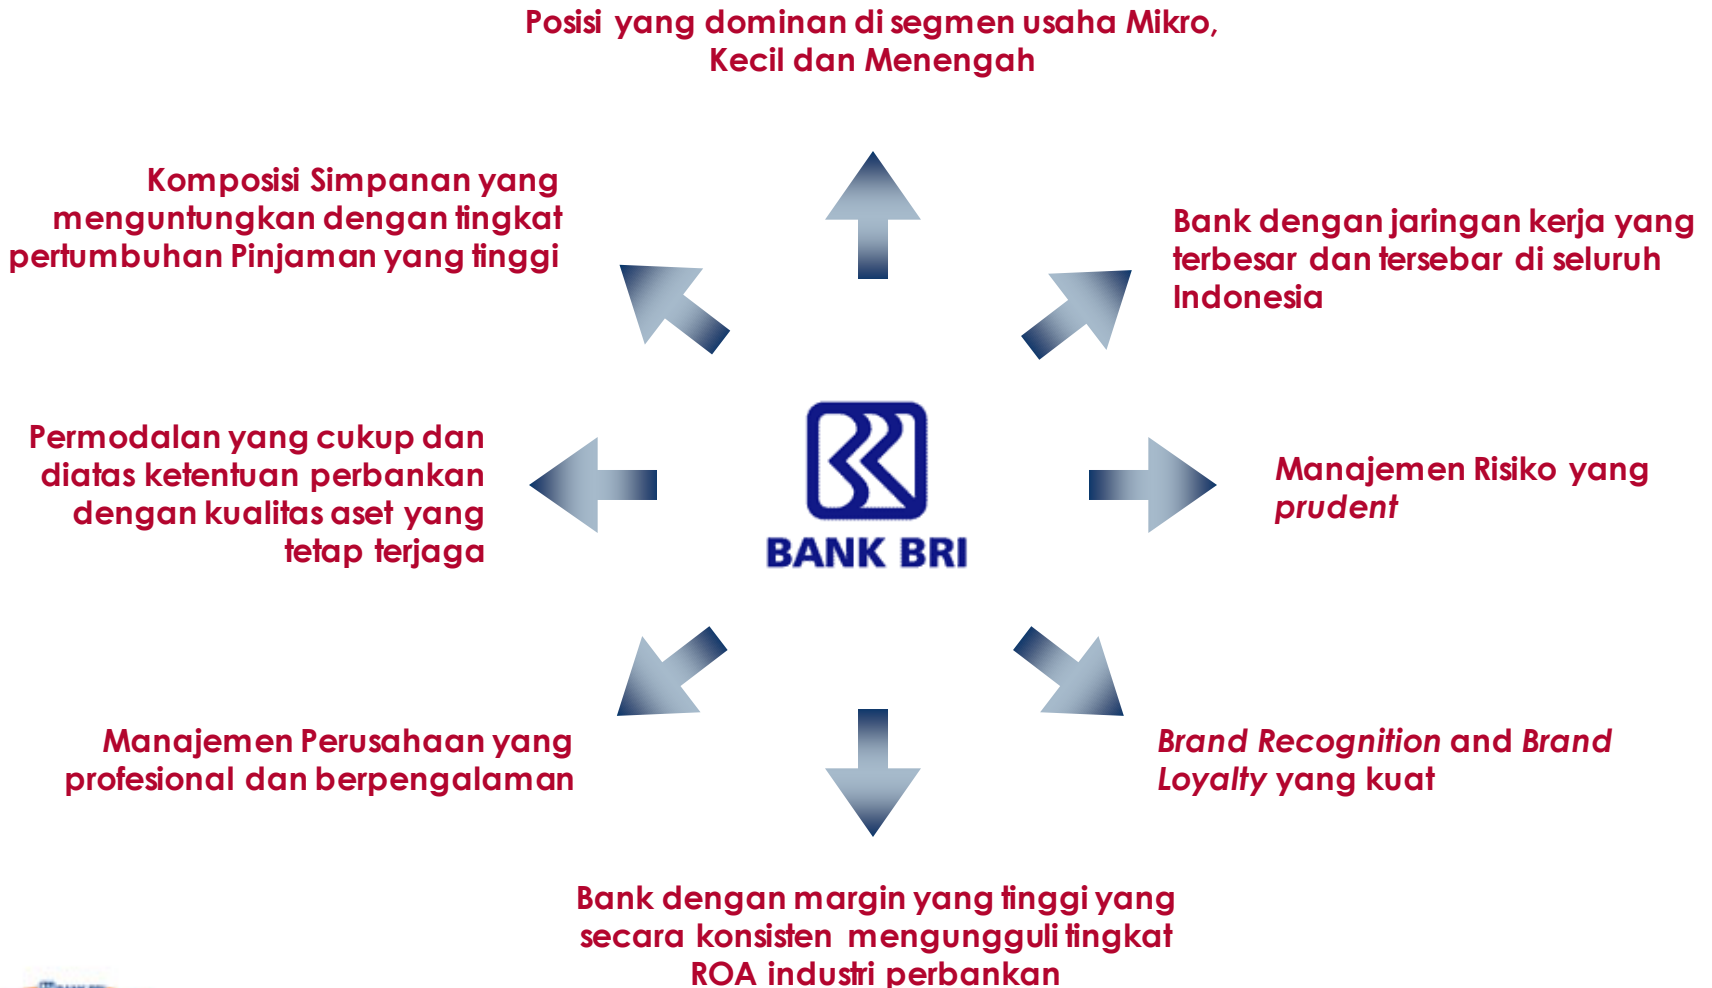 Posisi yang dominan di segmen usaha Mikro,
Kecil dan Menengah
Komposisi Simpanan yang
menguntungkan dengan tingkat
pertumbuhan Pinjaman yang tinggi
Bank dengan jaringan kerja yang
terbesar dan tersebar di seluruh
Indonesia
Permodalan yang cukup dan
diatas ketentuan perbankan
dengan kualitas aset yang
tetap terjaga
BANK BRI
Manajemen Risiko yang
prudent
Manajemen Perusahaan yang
profesional dan berpengalaman
Brand Recognition and Brand
Loyalty yang kuat
Bank dengan margin yang tinggi yang
secara konsisten mengungguli tingkat
ROA industri perbankan